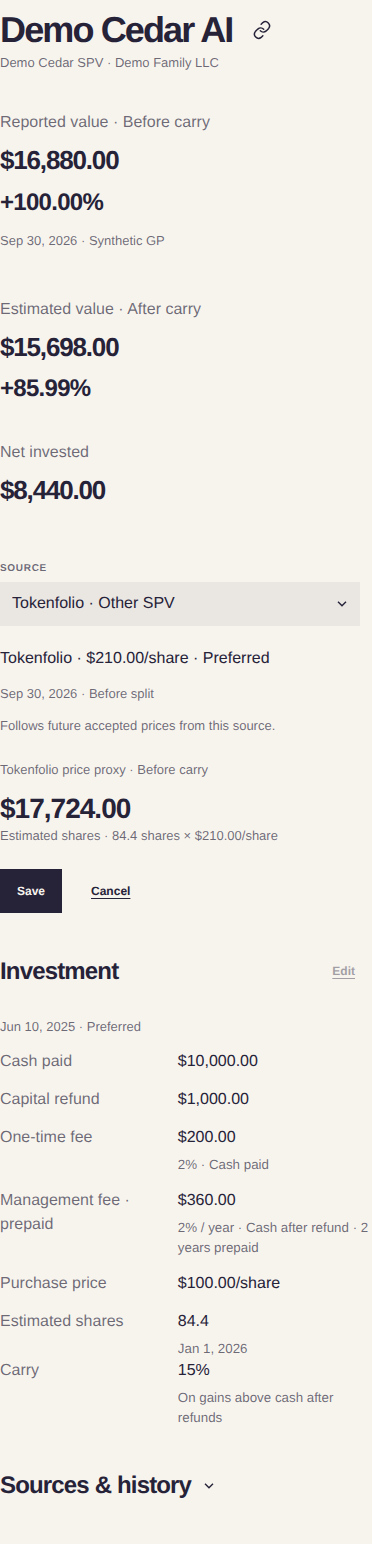 Demo Cedar AI
Demo Cedar SPV · Demo Family LLC
Reported value · Before carry
$16,880.00
+100.00%
Sep 30, 2026 · Synthetic GP
Estimated value · After carry
$15,698.00
+85.99%
Net invested
$8,440.00
SOURCE
Tokenfolio · Other SPV
Tokenfolio · $210.00/share · Preferred
Sep 30, 2026 · Before split
Follows future accepted prices from this source.
Tokenfolio price proxy · Before carry
$17,724.00
Estimated shares · 84.4 shares × $210.00/share
Save Cancel
Investment Edit
Jun 10, 2025 · Preferred
Cash paid $10,000.00
Capital refund $1,000.00
One-time fee $200.00
2% · Cash paid
Management fee · $360.00
prepaid 2% / year · Cash after refund · 2
years prepaid
Purchase price $100.00/share
Estimated shares 84.4
Jan 1, 2026
Carry 15%
On gains above cash after
refunds
Sources & history